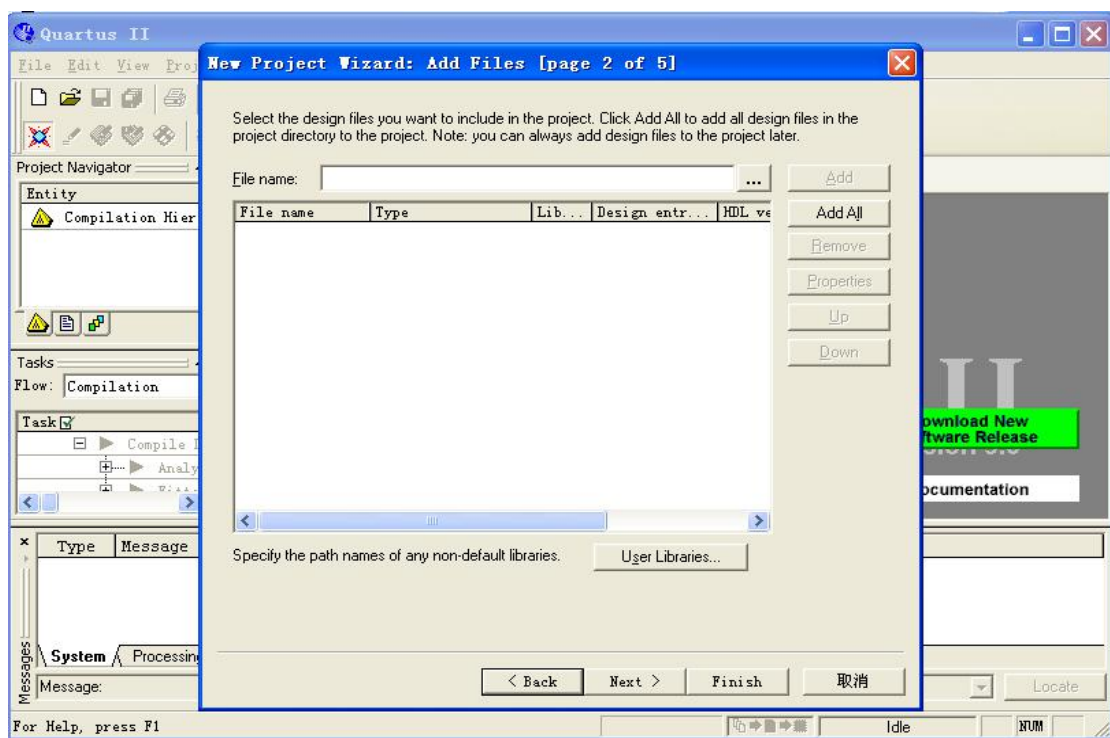 Quartus II
File Edit View Proj
New Project Wizard: Add Files [page 2 of 5]
Select the design files you want to include in the project. Click Add All to add all design files in the
project directory to the project. Note: you can always add design files to the project later.
File name: ... Add
File name Type Lib... Design entr... HDL ve
Add All
Remove
Properties
Up
Down
Specify the path names of any non-default libraries. User Libraries...
< Back Next > Finish 取消
Project Navigator
Entity
Compilation Hier
Tasks
Flow: Compilation
Task
Compile
Analy
II
ownload New
ftware Release
ocumentation
Type Message
System Processin
Messages
Message: Locate
For Help, press F1 Idle NUM